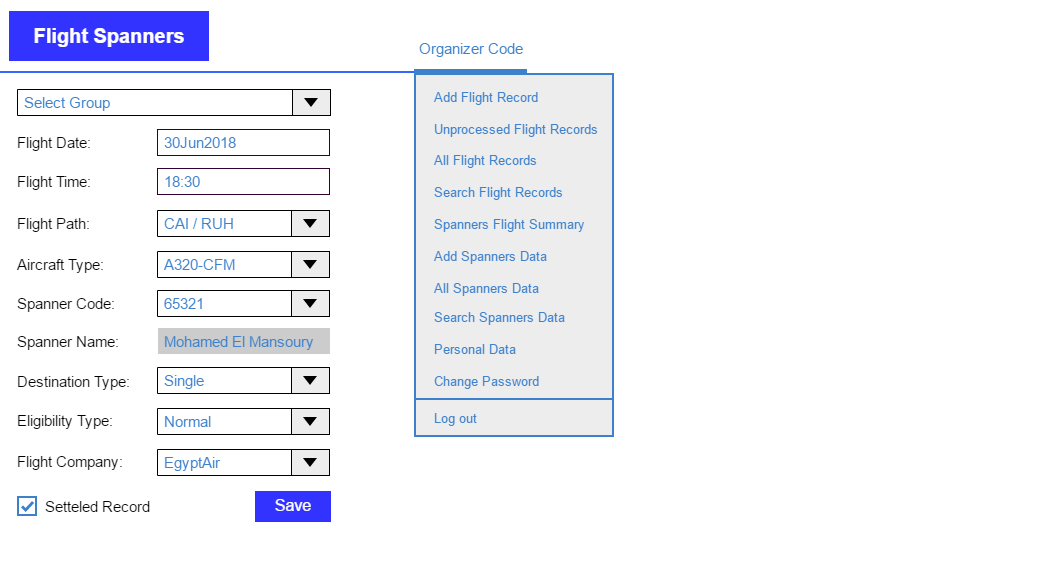 Flight Spanners
Organizer Code
Select Group
Flight Date: 30Jun2018
Flight Time: 18:30
Flight Path: CAI / RUH
Aircraft Type: A320-CFM
Spanner Code: 65321
Spanner Name: Mohamed El Mansoury
Destination Type: Single
Eligibility Type: Normal
Flight Company: EgyptAir
Setteled Record
Save
Add Flight Record
Unprocessed Flight Records
All Flight Records
Search Flight Records
Spanners Flight Summary
Add Spanners Data
All Spanners Data
Search Spanners Data
Personal Data
Change Password
Log out